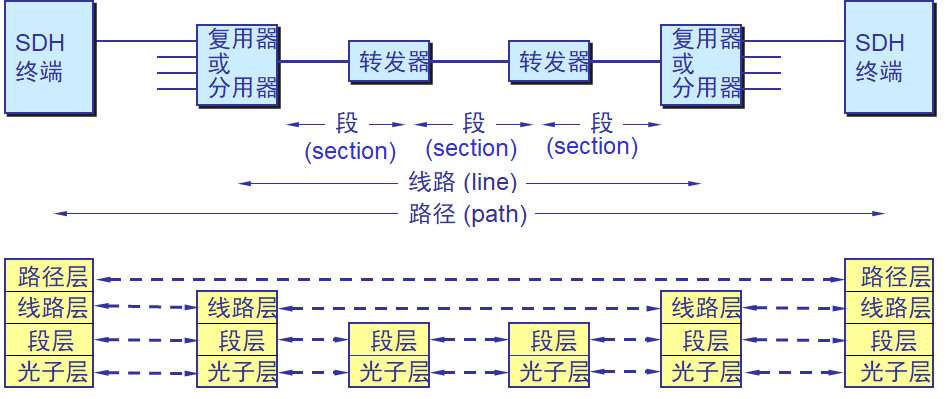 SDH
终端
复用器
或
分用器
转发器
转发器
复用器
或
分用器
SDH
终端
段
(section)
段
(section)
段
(section)
线路 (line)
路径 (path)
路径层
线路层
段层
光子层
线路层
段层
光子层
段层
光子层
段层
光子层
线路层
段层
光子层
路径层
线路层
段层
光子层